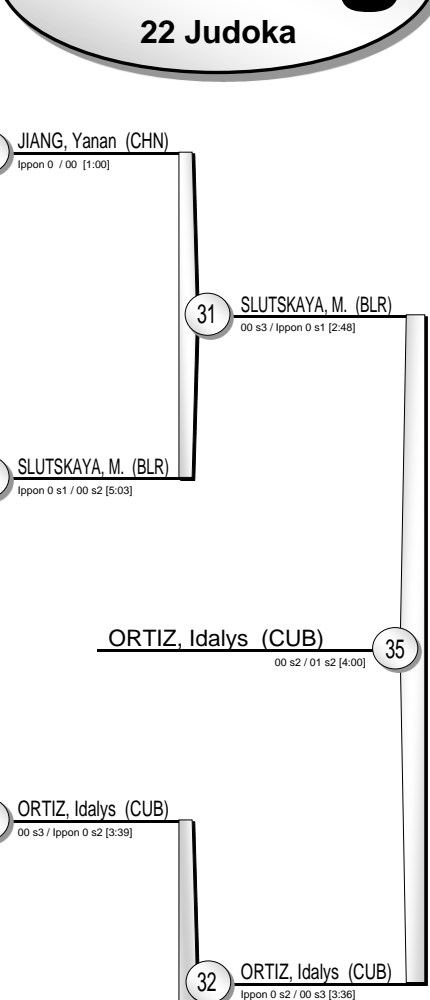 22 Judoka
JIANG, Yanan (CHN)
Ippon 0 / 00 [1:00]
31
SLUTSKAYA, M. (BLR)
00 s3 / Ippon 0 s1 [2:48]
SLUTSKAYA, M. (BLR)
Ippon 0 s1 / 00 s2 [5:03]
ORTIZ, Idalys (CUB)
00 s2 / 01 s2 [4:00]
35
ORTIZ, Idalys (CUB)
00 s3 / Ippon 0 s2 [3:39]
32
ORTIZ, Idalys (CUB)
Ippon 0 s2 / 00 s3 [3:36]